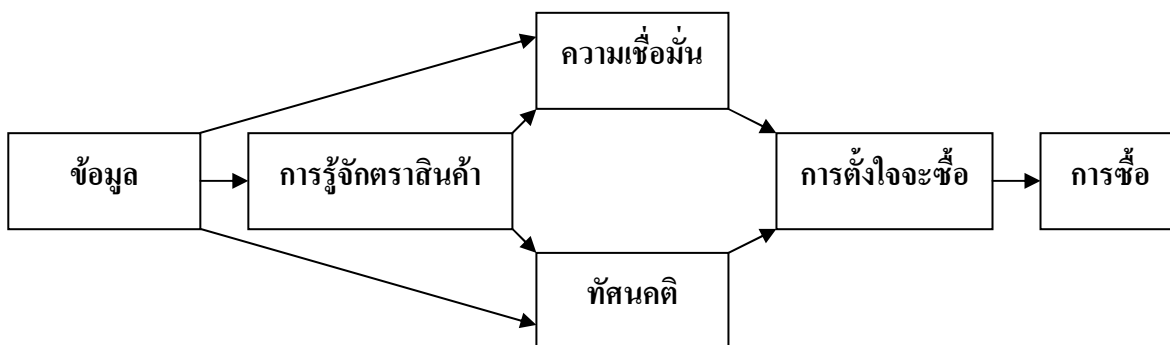 ความเชื่อมั่น
ข้อมูล
การรู้จักตราสินค้า
การตั้งใจจะซื้อ
การซื้อ
ทัศนคติ